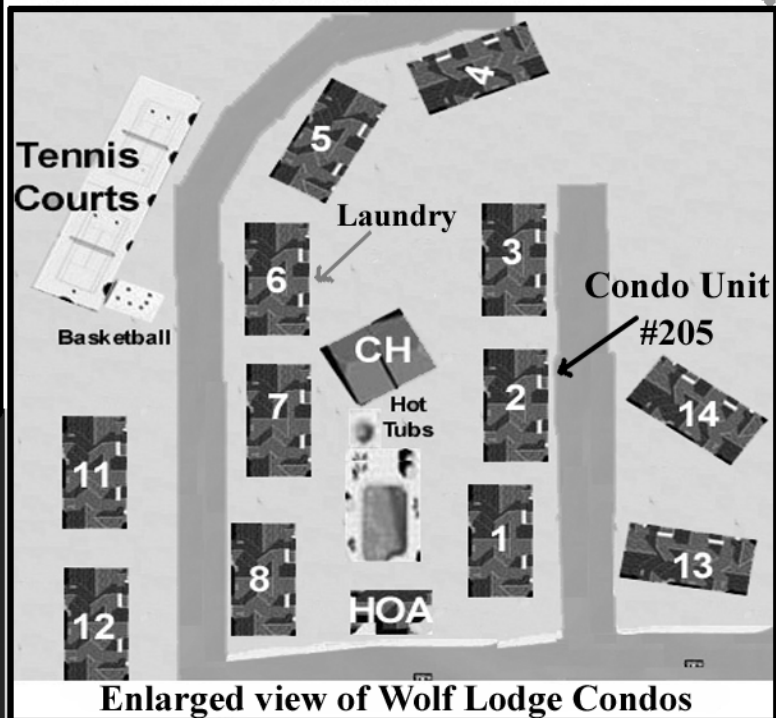 4
5
Tennis
Courts
Laundry
3
6
Condo Unit
#205
Basketball
CH
2
7
Hot
Tubs
14
11
1
8
13
HOA
12
Enlarged view of Wolf Lodge Condos